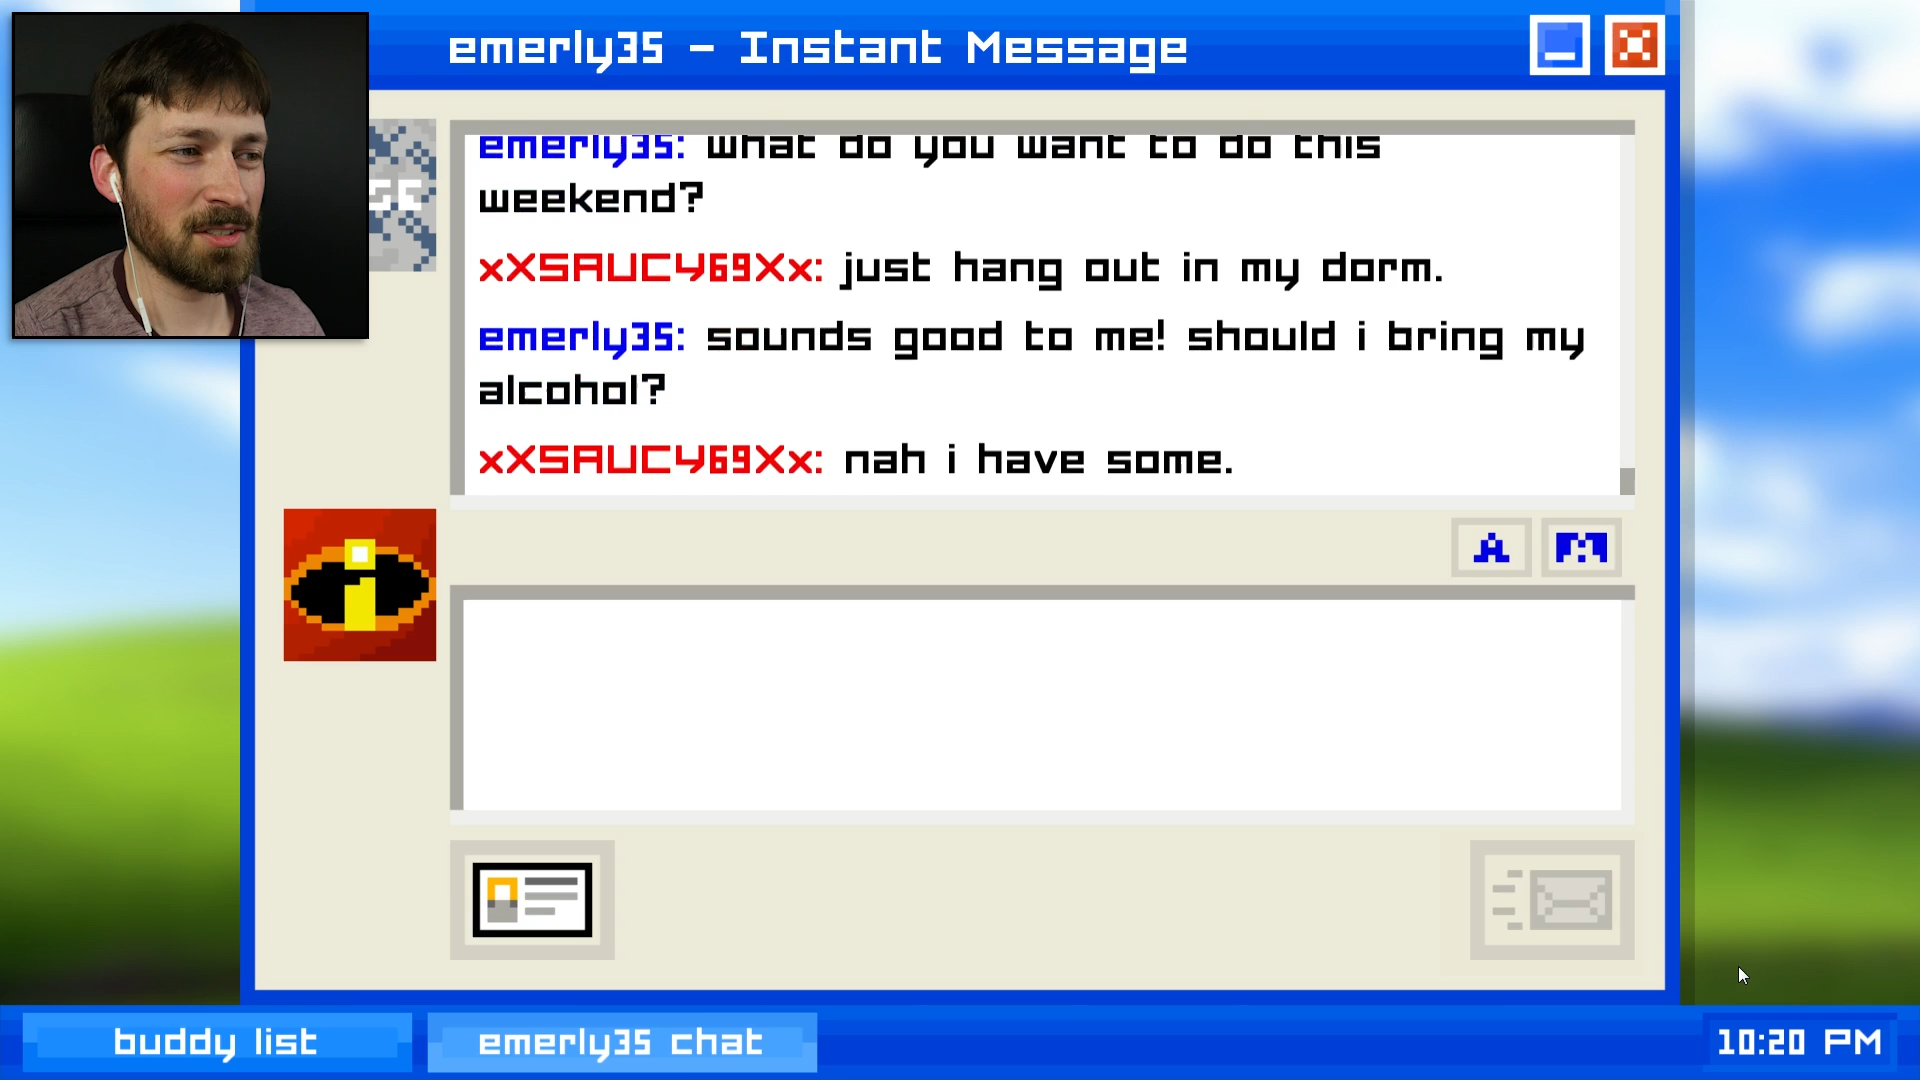 emerly35 - Instant Message
emerly35: what do you want to do this
weekend?
xXSAUCY69Xx: just hang out in my dorm.
emerly35: sounds good to me! should i bring my
alcohol?
xXSAUCY69Xx: nah i have some.
A
buddy list
emerly35 chat
10:20 PM